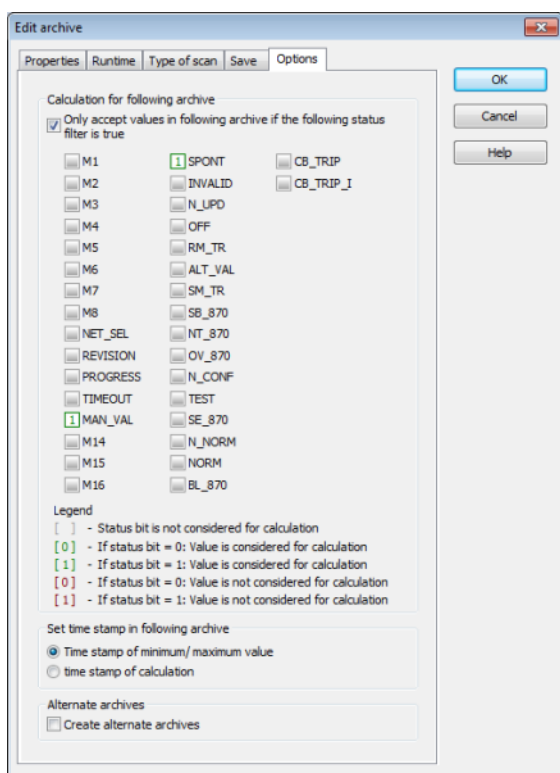 Edit archive
Properties Runtime Type of scan Save Options
OK
Cancel
Help
Calculation for following archive
Only accept values in following archive if the following status
filter is true
M1 1 SPONT CB_TRIP
M2 INVALID CB_TRIP_I
M3 N_UPD
M4 OFF
M5 RM_TR
M6 ALT_VAL
M7 SM_TR
M8 SB_870
NET_SEL NT_870
REVISION OV_870
PROGRESS N_CONF
TIMEOUT TEST
1 MAN_VAL SE_870
M14 N_NORM
M15 NORM
M16 BL_870
Legend
[ ] - Status bit is not considered for calculation
[0] - If status bit = 0: Value is considered for calculation
[1] - If status bit = 1: Value is considered for calculation
[0] - If status bit = 0: Value is not considered for calculation
[1] - If status bit = 1: Value is not considered for calculation
Set time stamp in following archive
Time stamp of minimum/ maximum value
time stamp of calculation
Alternate archives
Create alternate archives